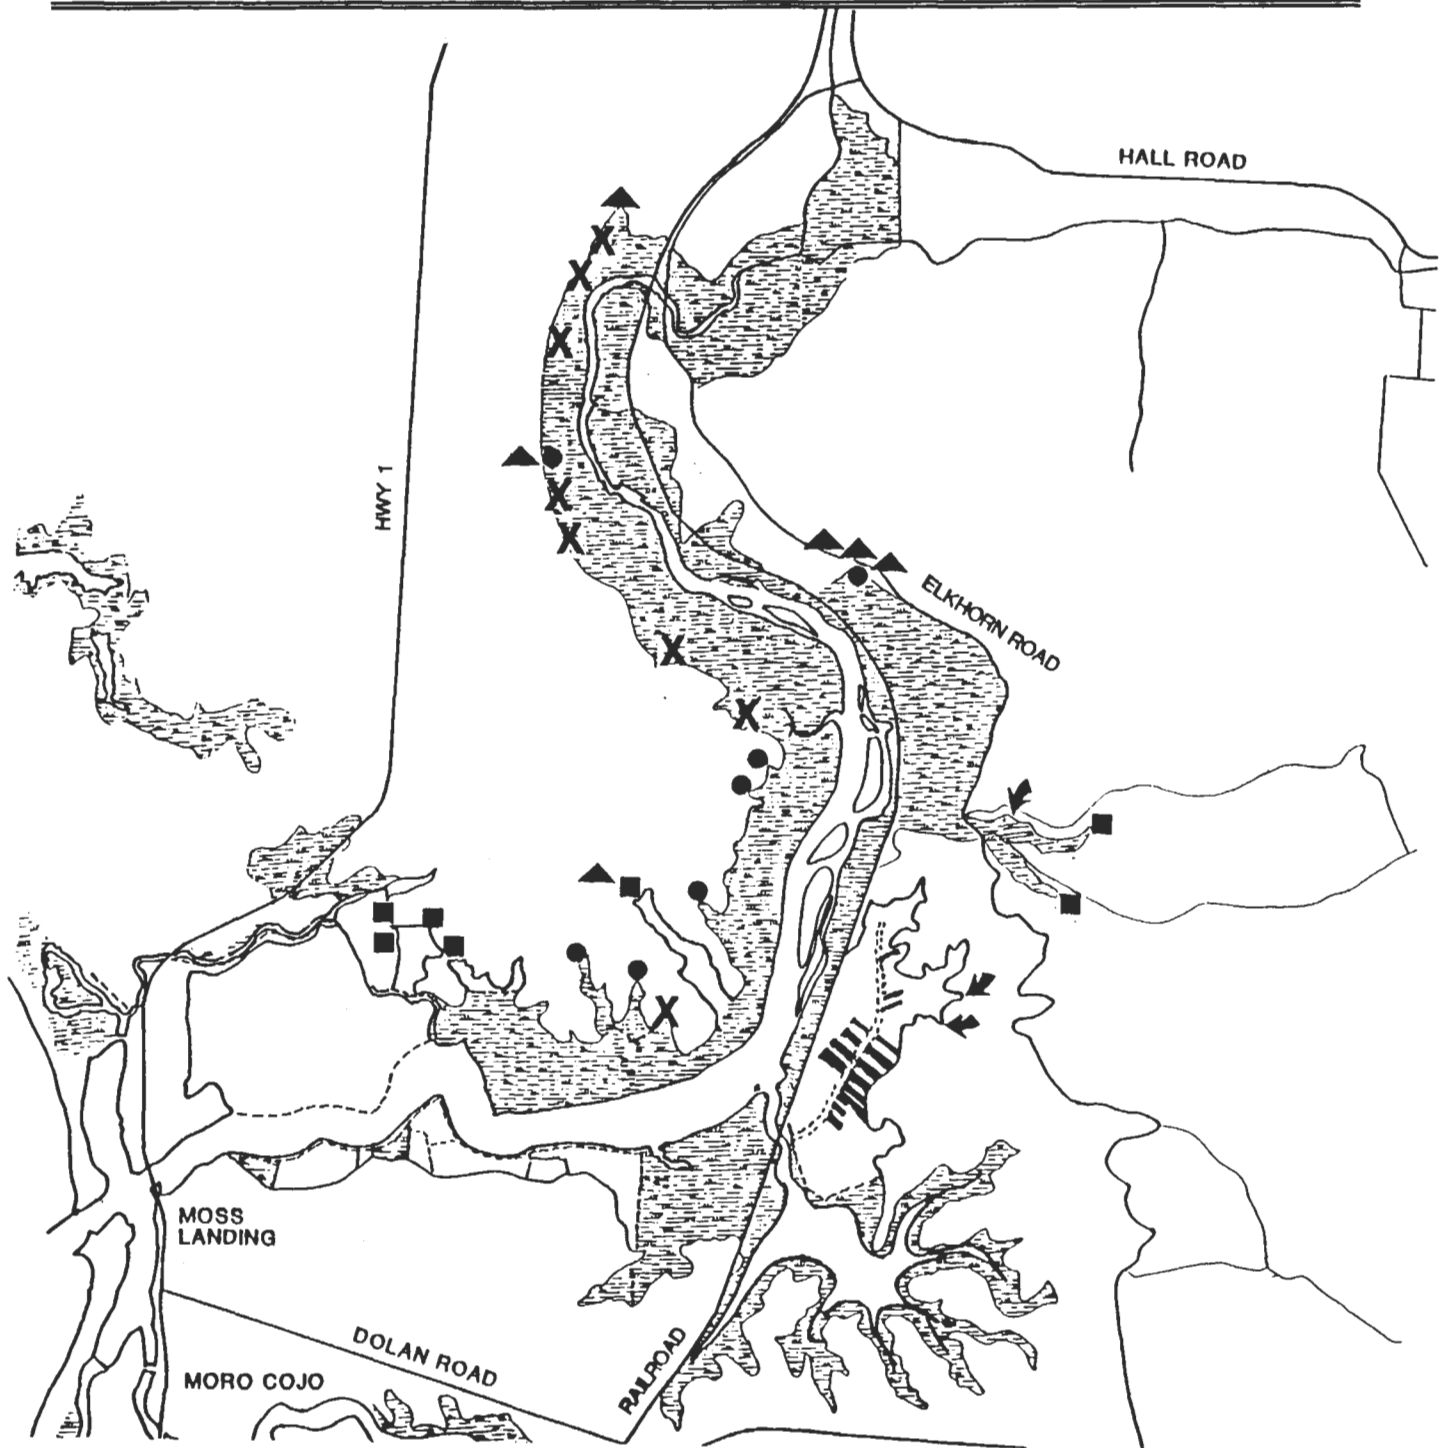 HALL ROAD
HWY 1
ELKHORN ROAD
MOSS
LANDING
DOLAN ROAD
RAILROAD
MORO COJO
X
X
X
X
X
X
X
X